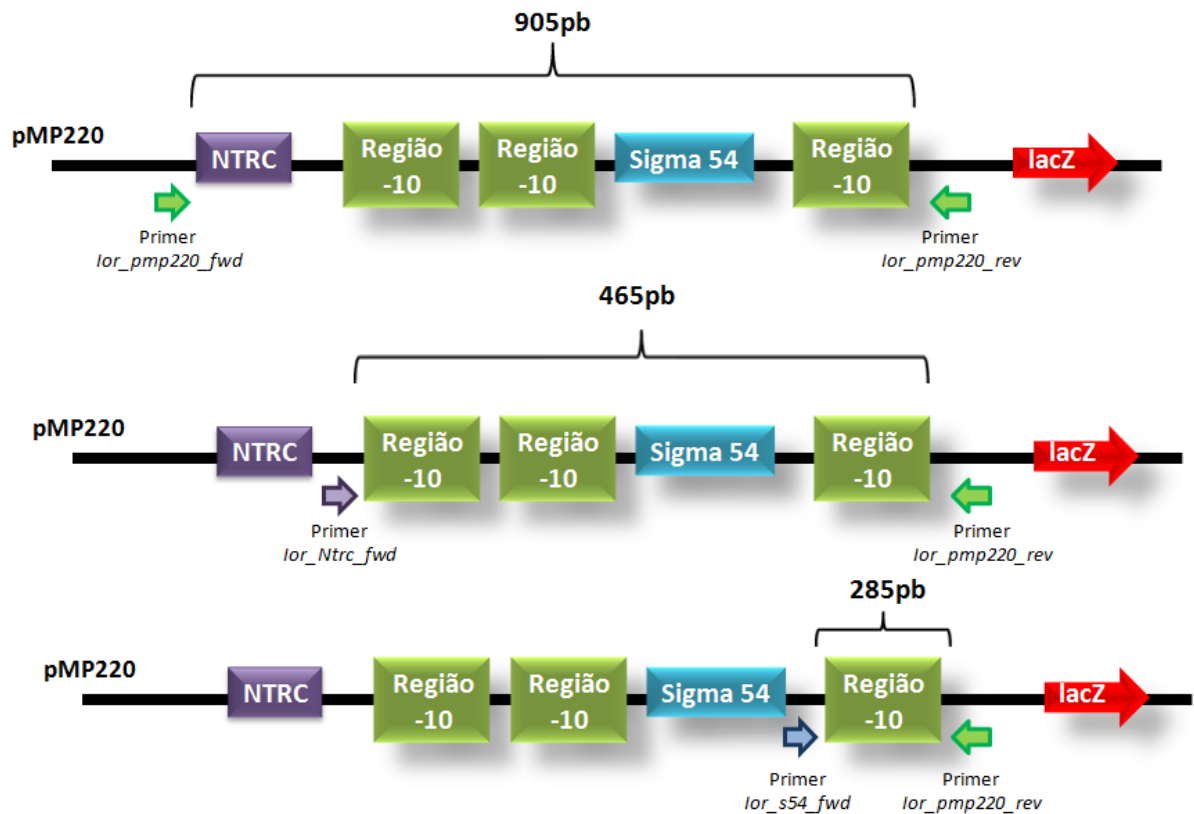 905pb
pMP220
NTRC
Região
-10
Região
-10
Sigma 54
Região
-10
lacZ
Primer
Ior_pmp220_fwd
Primer
Ior_pmp220_rev
465pb
pMP220
NTRC
Região
-10
Região
-10
Sigma 54
Região
-10
lacZ
Primer
Ior_Ntrc_fwd
Primer
Ior_pmp220_rev
285pb
pMP220
NTRC
Região
-10
Região
-10
Sigma 54
Região
-10
lacZ
Primer
Ior_s54_fwd
Primer
Ior_pmp220_rev